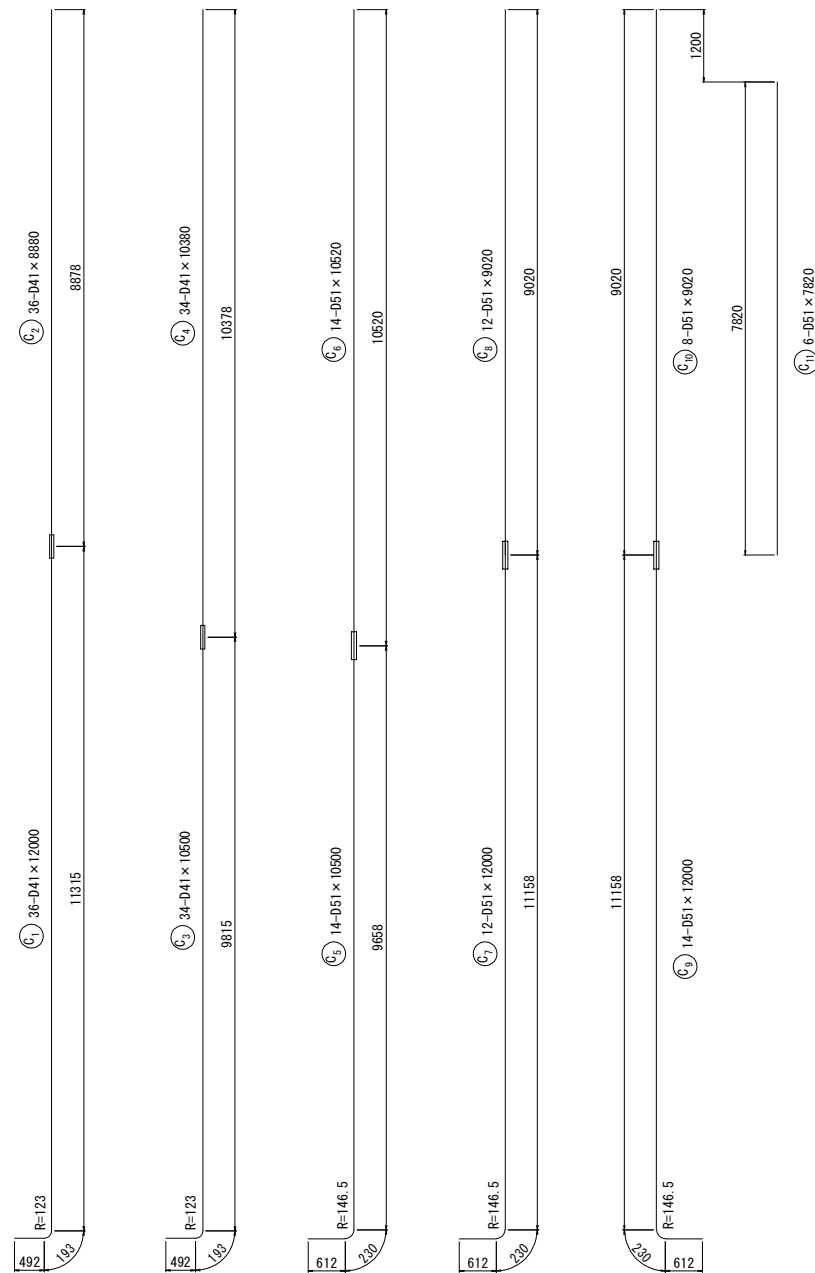 C2 36-D41×8880
8878
C1 36-D41×12000
11315
R=123
492
193
C4 34-D41×10380
10378
C3 34-D41×10500
9815
R=123
492
193
C6 14-D51×10520
10520
C5 14-D51×10500
9658
R=146.5
612
230
C8 12-D51×9020
9020
C7 12-D51×12000
11158
R=146.5
612
230
9020
C10 8-D51×9020
11158
C9 14-D51×12000
R=146.5
230
612
1200
7820
C11 6-D51×7820